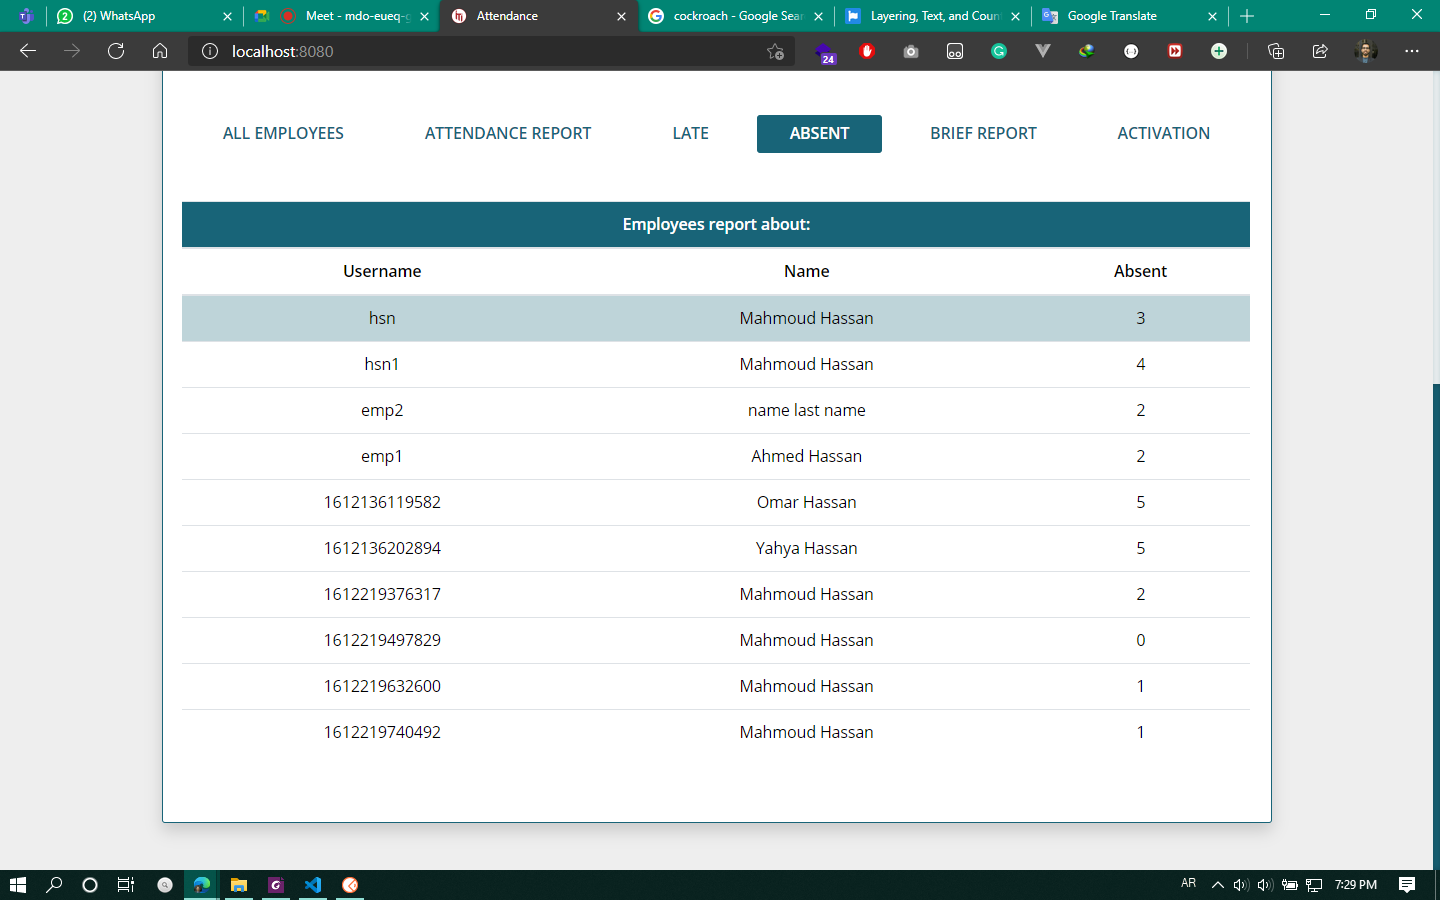 (2) WhatsApp
Meet - mdo-eueq-g
Attendance
cockroach - Google Sear
Layering, Text, and Coun
Google Translate
localhost:8080
24
ALL EMPLOYEES
ATTENDANCE REPORT
LATE
ABSENT
BRIEF REPORT
ACTIVATION
Employees report about:
Username Name Absent
hsn Mahmoud Hassan 3
hsn1 Mahmoud Hassan 4
emp2 name last name 2
emp1 Ahmed Hassan 2
1612136119582 Omar Hassan 5
1612136202894 Yahya Hassan 5
1612219376317 Mahmoud Hassan 2
1612219497829 Mahmoud Hassan 0
1612219632600 Mahmoud Hassan 1
1612219740492 Mahmoud Hassan 1
AR
7:29 PM